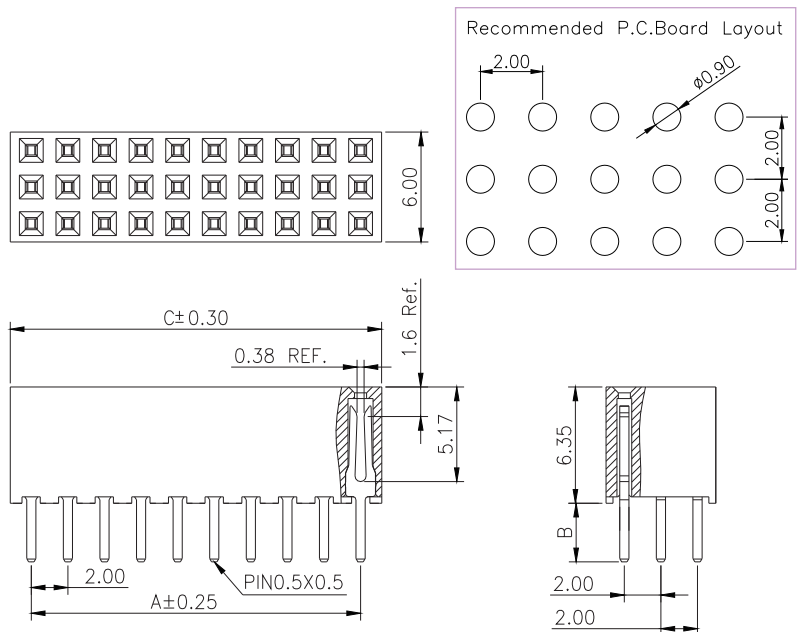 Recommended P.C.Board Layout
2.00
ø0.90
2.00
2.00
6.00
C±0.30
1.6 Ref.
0.38 REF.
5.17
6.35
B
2.00
PIN0.5X0.5
A±0.25
2.00
2.00